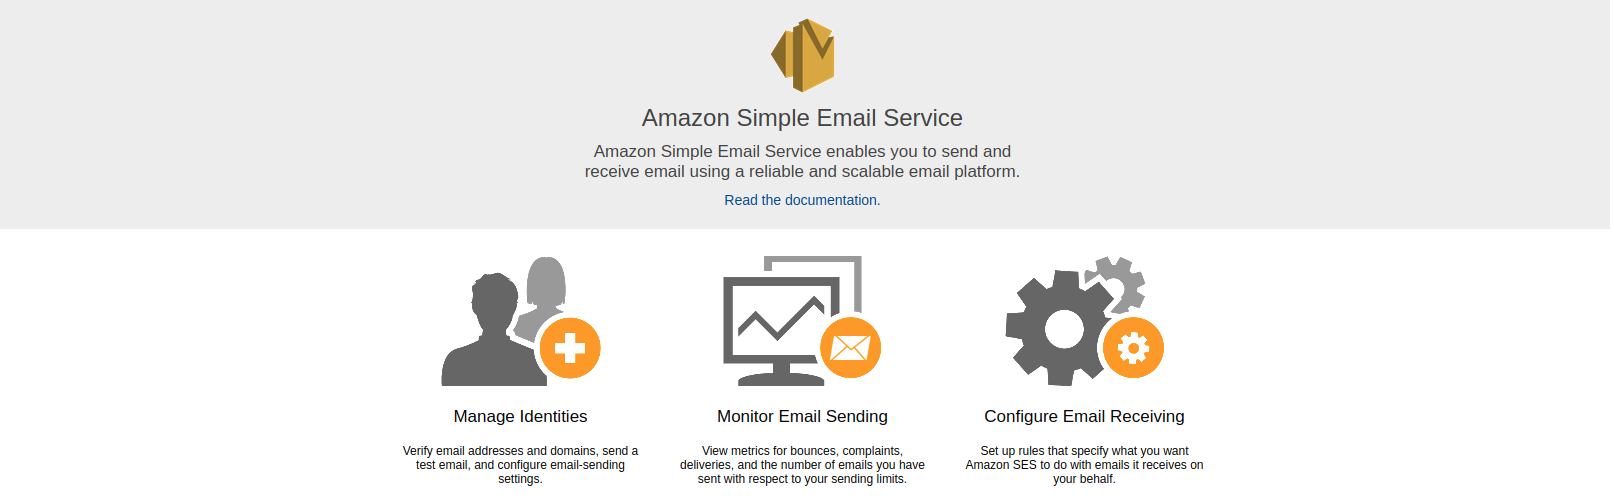 Amazon Simple Email Service
Amazon Simple Email Service enables you to send and
receive email using a reliable and scalable email platform.
Read the documentation.
Manage Identities
Verify email addresses and domains, send a
test email, and configure email-sending
settings.
Monitor Email Sending
View metrics for bounces, complaints,
deliveries, and the number of emails you have
sent with respect to your sending limits.
Configure Email Receiving
Set up rules that specify what you want
Amazon SES to do with emails it receives on
your behalf.